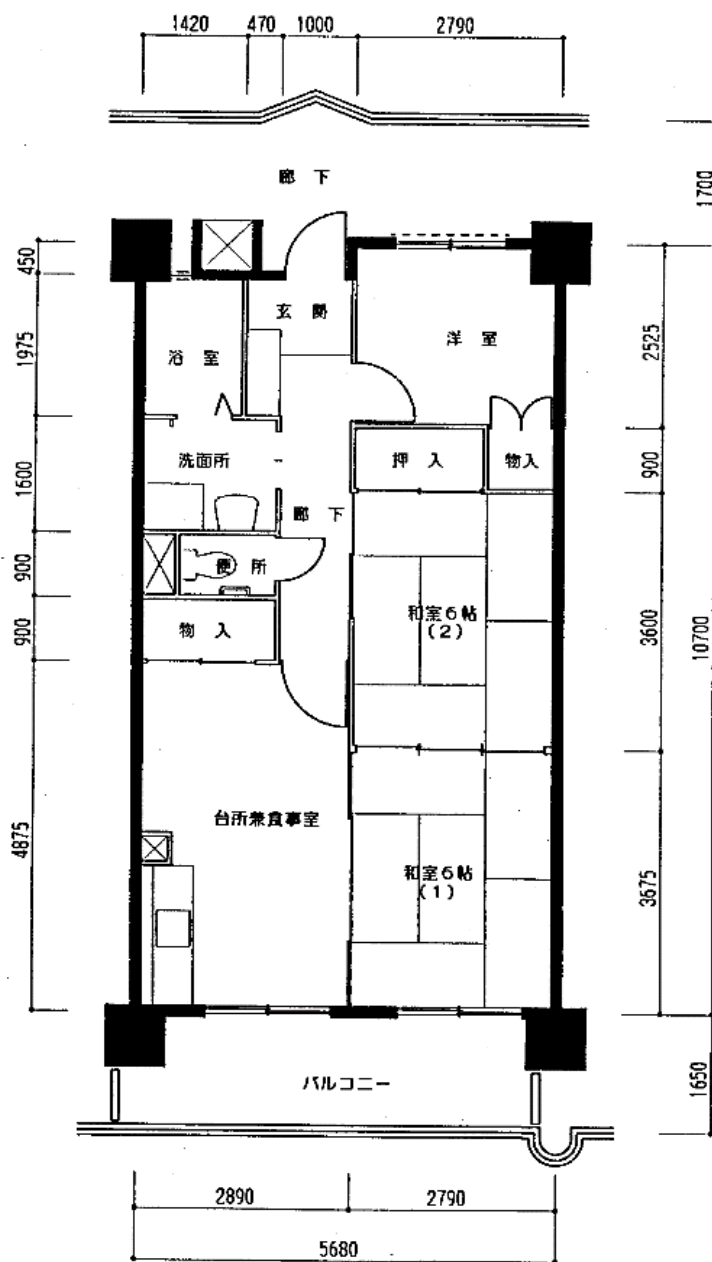 1420 470 1000 2790
廊 下
1700
450
1975
1600
900
900
4875
玄 関
洋 室
浴 室
2525
洗面所
押 入
物入
900
廊 下
便 所
物 入
和室6帖
(2)
3600
10700
台所兼食事室
和室6帖
(1)
3675
バルコニー
1650
2890 2790
5680